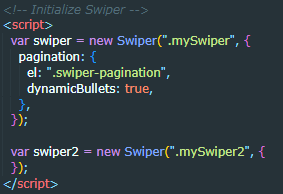 <!-- Initialize Swiper -->
<script>
var swiper = new Swiper(".mySwiper", {
pagination: {
el: ".swiper-pagination",
dynamicBullets: true,
},
});
var swiper2 = new Swiper(".mySwiper2", {
});
</script>